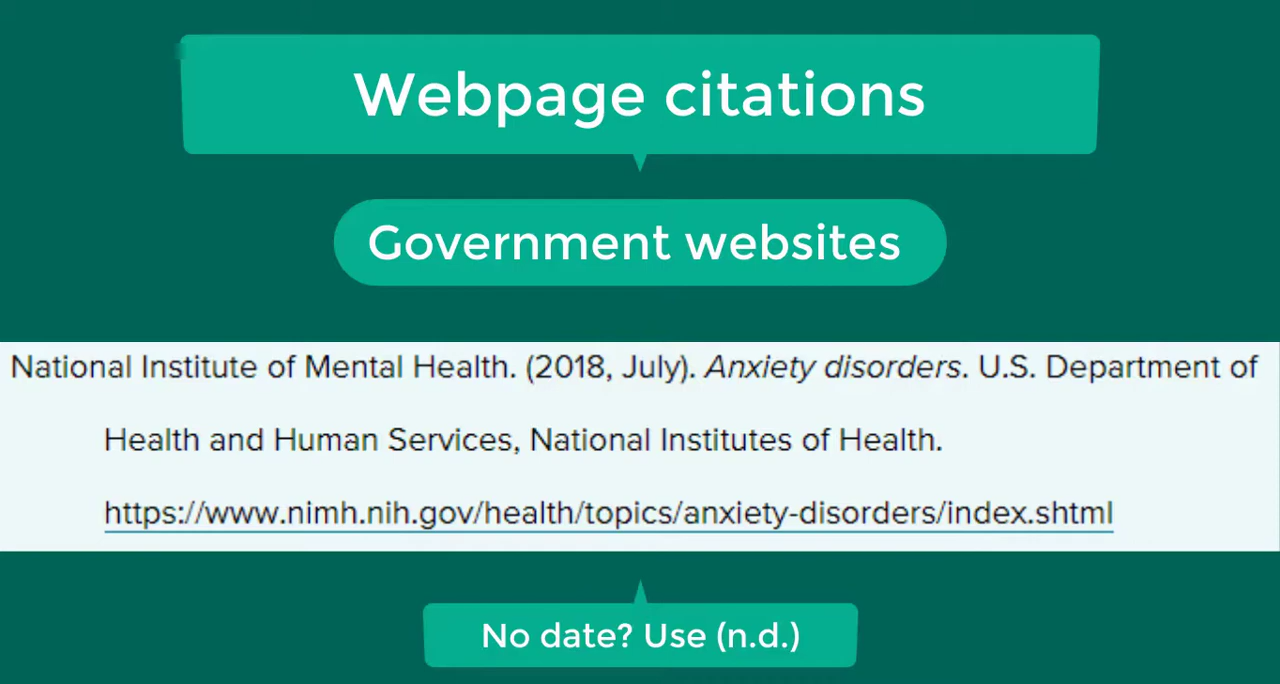 Webpage citations
Government websites
National Institute of Mental Health. (2018, July). Anxiety disorders. U.S. Department of
Health and Human Services, National Institutes of Health.
https://www.nimh.nih.gov/health/topics/anxiety-disorders/index.shtml
No date? Use (n.d.)